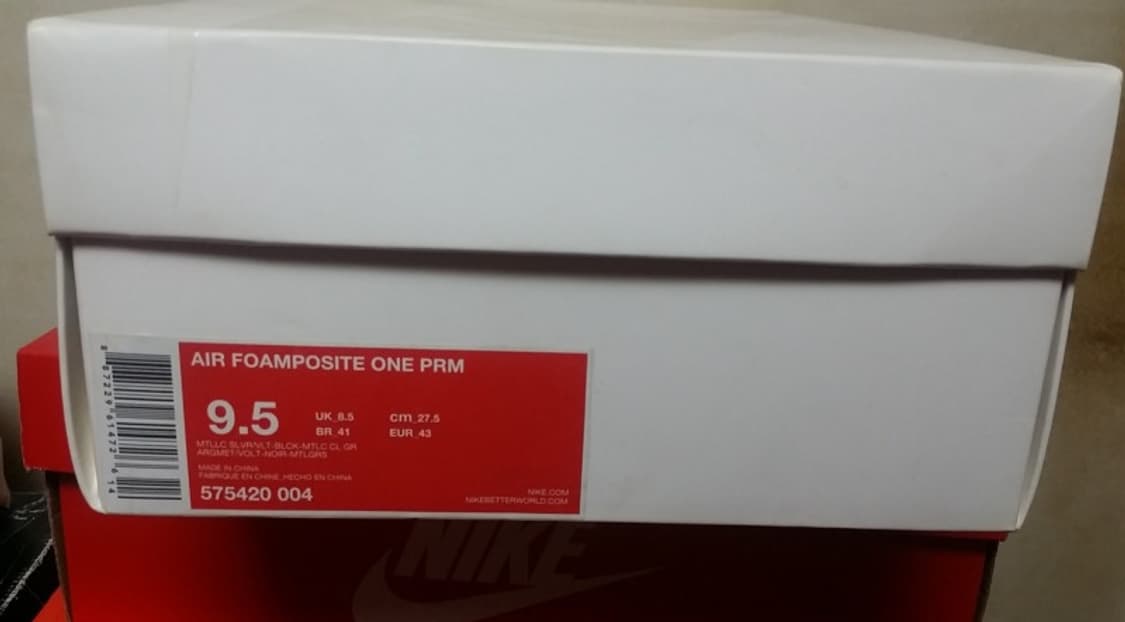 AIR FOAMPOSITE ONE PRM
9.5
UK 8.5 cm 27.5
BR 41 EUR 43
MTLLC SLVR/VLT-BLCK-MTLC CL GR
ARGMET/VOLT-NOIR-MTLGRS
MADE IN CHINA
FABRIQUE EN CHINE HECHO EN CHINA
575420 004
NIKE.COM
NIKEBETTERWORLD.COM
NIKE